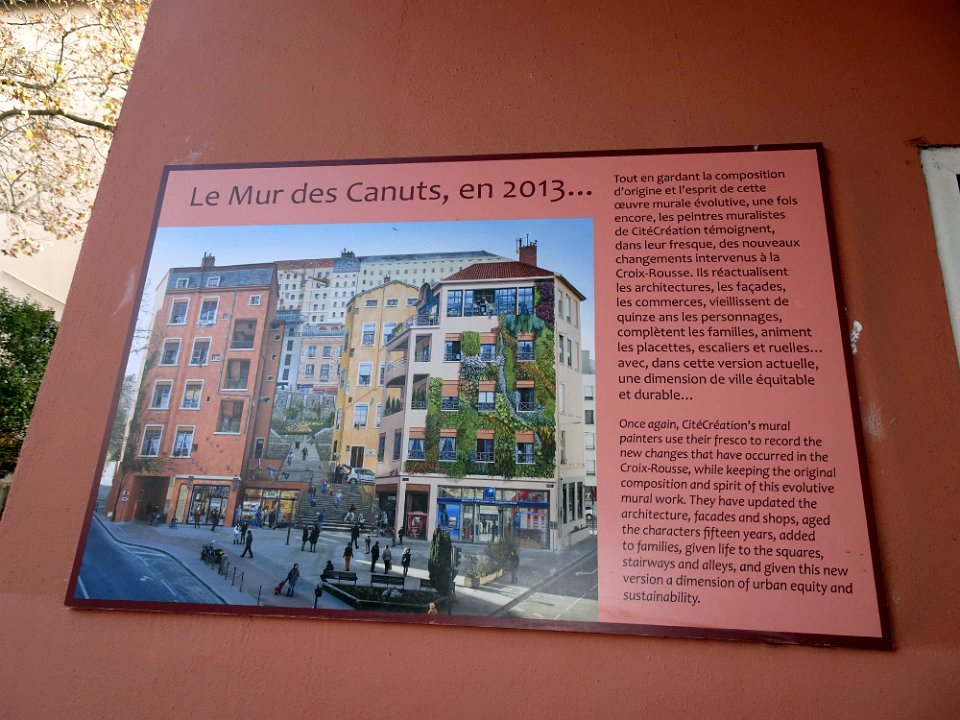 Le Mur des Canuts, en 2013...
Tout en gardant la composition
d'origine et l'esprit de cette
œuvre murale évolutive, une fois
encore, les peintres muralistes
de CitéCréation témoignent,
dans leur fresque, des nouveaux
changements intervenus à la
Croix-Rousse. Ils réactualisent
les architectures, les façades,
les commerces, vieillissent de
quinze ans les personnages,
complètent les familles, animent
les placettes, escaliers et ruelles...
avec, dans cette version actuelle,
une dimension de ville équitable
et durable...
Once again, CitéCréation's mural
painters use their fresco to record the
new changes that have occurred in the
Croix-Rousse, while keeping the original
composition and spirit of this evolutive
mural work. They have updated the
architecture, facades and shops, aged
the characters fifteen years, added
to families, given life to the squares,
stairways and alleys, and given this new
version a dimension of urban equity and
sustainability.